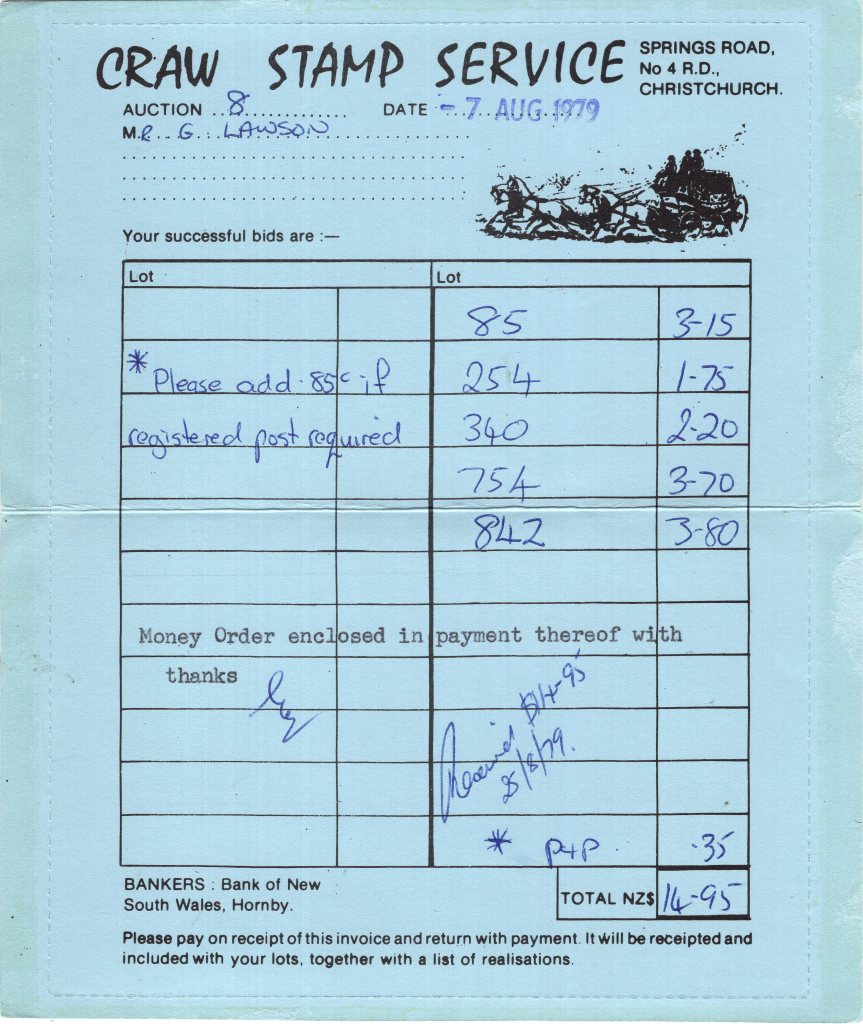 CRAW STAMP SERVICE
SPRINGS ROAD,
No 4 R.D.,
CHRISTCHURCH.
AUCTION 8 DATE - 7 AUG 1979
MR G LAWSON
Your successful bids are :—
Lot Lot
85 3-15
* Please add 85c if 254 1-75
registered post required 340 2-20
754 3-70
842 3-80
Money Order enclosed in payment thereof with
thanks
Received $14-95
25/8/79.
* P+P. .35
BANKERS : Bank of New
South Wales, Hornby.
TOTAL NZ$ 14-95
Please pay on receipt of this invoice and return with payment. It will be receipted and
included with your lots, together with a list of realisations.